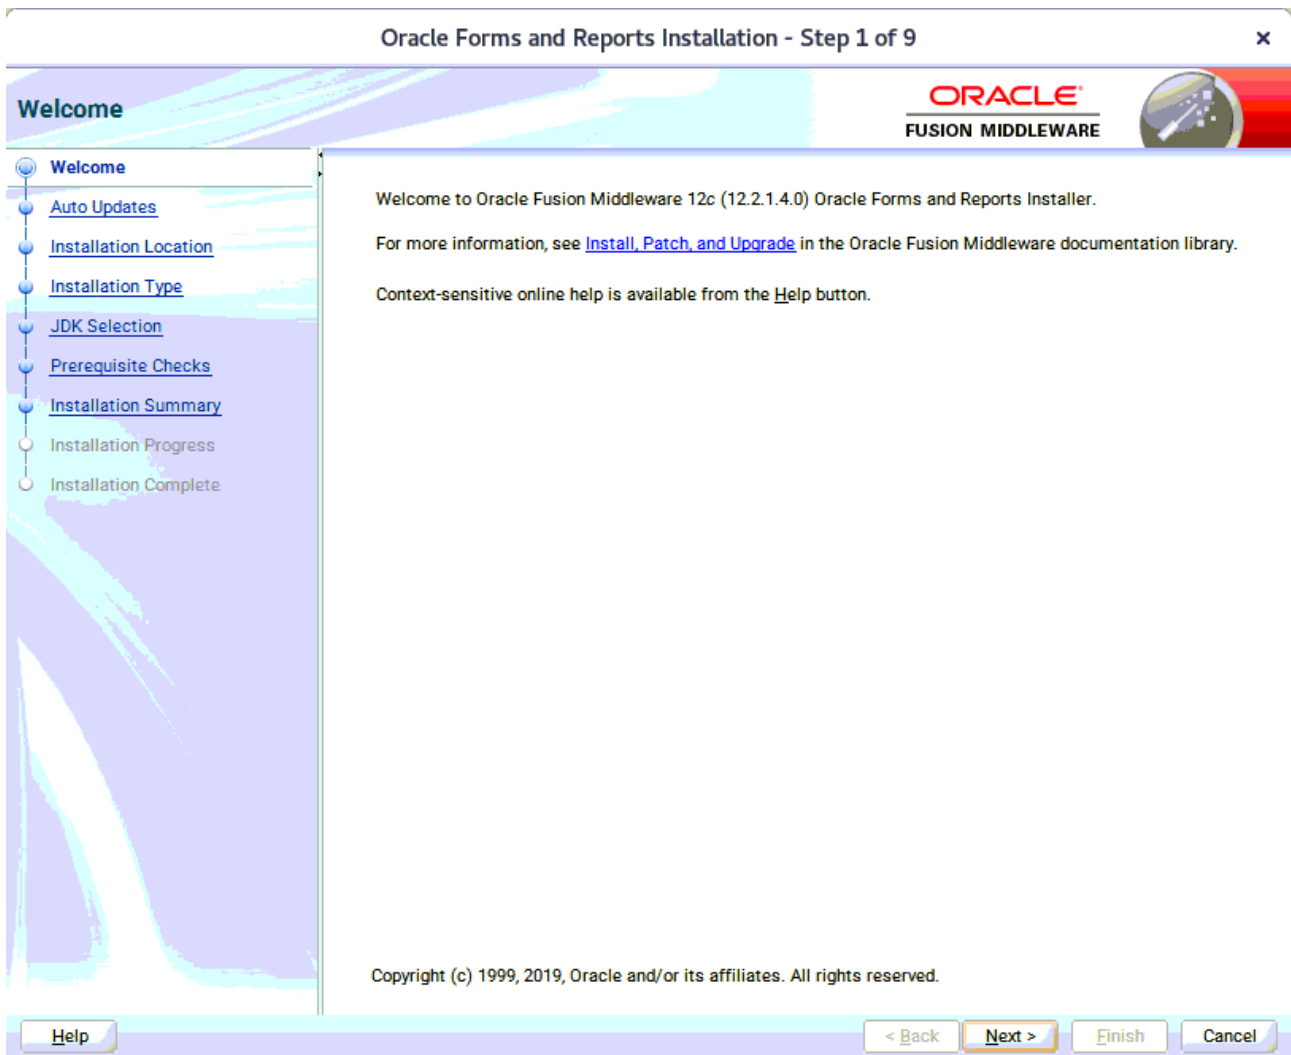 Oracle Forms and Reports Installation - Step 1 of 9
Welcome
ORACLE
FUSION MIDDLEWARE
Welcome
Auto Updates
Installation Location
Installation Type
JDK Selection
Prerequisite Checks
Installation Summary
Installation Progress
Installation Complete
Welcome to Oracle Fusion Middleware 12c (12.2.1.4.0) Oracle Forms and Reports Installer.
For more information, see Install, Patch, and Upgrade in the Oracle Fusion Middleware documentation library.
Context-sensitive online help is available from the Help button.
Copyright (c) 1999, 2019, Oracle and/or its affiliates. All rights reserved.
Help
< Back
Next >
Finish
Cancel